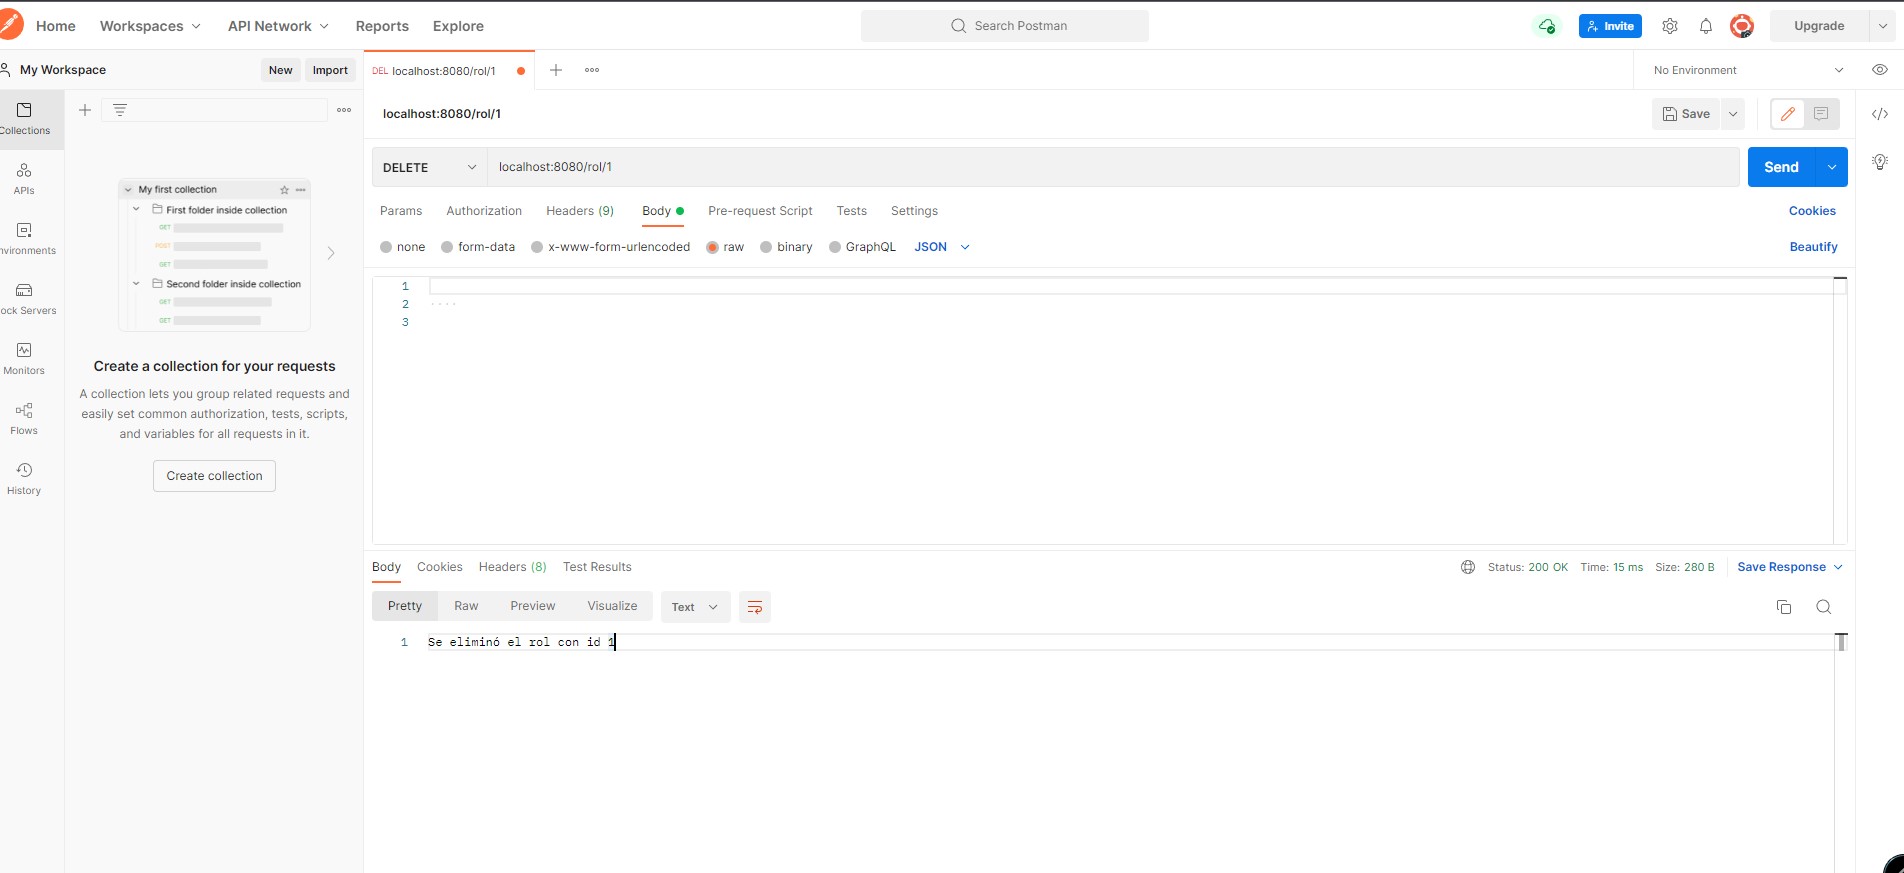 Home Workspaces API Network Reports Explore Search Postman Invite Upgrade
My Workspace New Import DEL localhost:8080/rol/1 No Environment
localhost:8080/rol/1 Save
Collections
DELETE localhost:8080/rol/1 Send
APIs
Params Authorization Headers (9) Body Pre-request Script Tests Settings Cookies
nvironments
none form-data x-www-form-urlencoded raw binary GraphQL JSON Beautify
ock Servers
Monitors
Flows
History
My first collection
First folder inside collection
GET
POST
GET
Second folder inside collection
GET
GET
Create a collection for your requests
A collection lets you group related requests and
easily set common authorization, tests, scripts,
and variables for all requests in it.
Create collection
1
2
3
Body Cookies Headers (8) Test Results Status: 200 OK Time: 15 ms Size: 280 B Save Response
Pretty Raw Preview Visualize Text
1 Se eliminó el rol con id 1